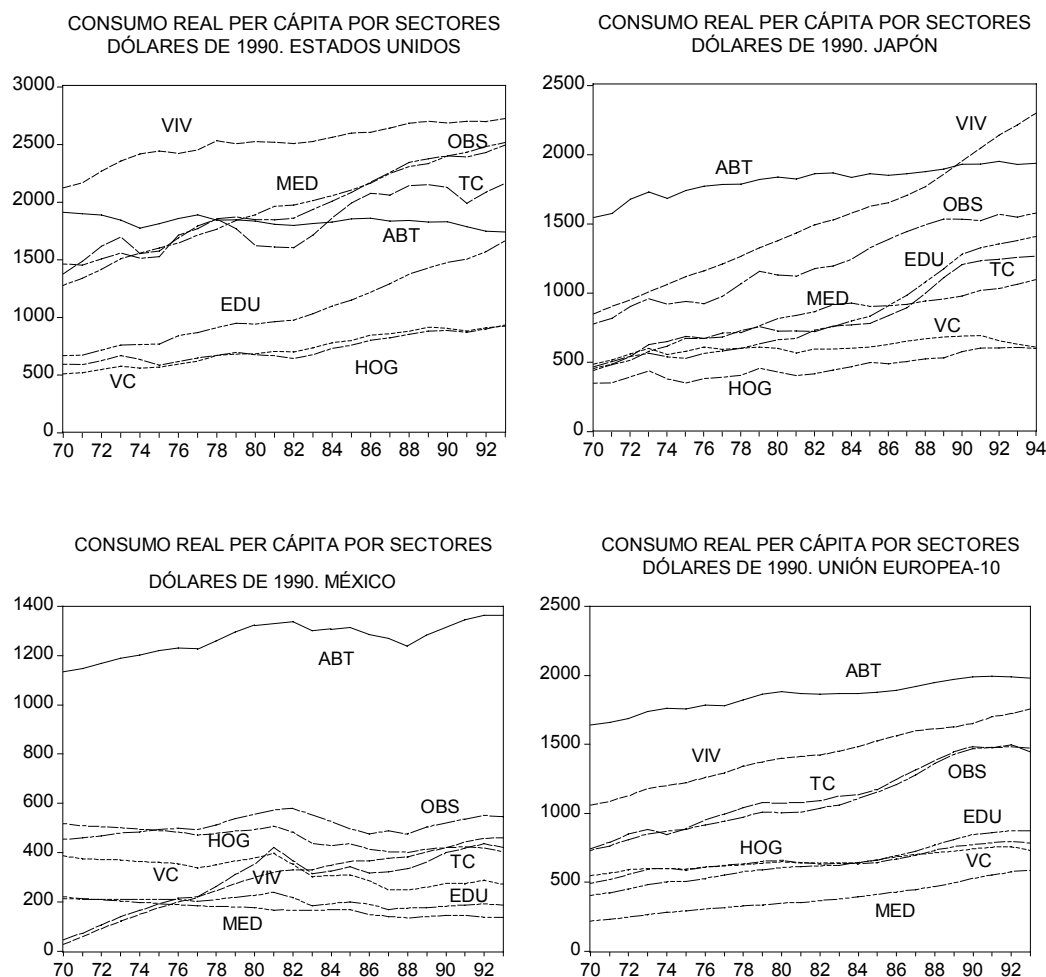 CONSUMO REAL PER CÁPITA POR SECTORES
DÓLARES DE 1990. ESTADOS UNIDOS
3000
2500
2000
1500
1000
500
0
VIV
OBS
MED
TC
ABT
EDU
VC
HOG
70 72 74 76 78 80 82 84 86 88 90 92
CONSUMO REAL PER CÁPITA POR SECTORES
DÓLARES DE 1990. JAPÓN
2500
2000
1500
1000
500
0
VIV
ABT
OBS
EDU
TC
MED
VC
HOG
70 72 74 76 78 80 82 84 86 88 90 92 94
CONSUMO REAL PER CÁPITA POR SECTORES
DÓLARES DE 1990. MÉXICO
1400
1200
1000
800
600
400
200
0
ABT
OBS
HOG
VC
VIV
TC
EDU
MED
70 72 74 76 78 80 82 84 86 88 90 92
CONSUMO REAL PER CÁPITA POR SECTORES
DÓLARES DE 1990. UNIÓN EUROPEA-10
2500
2000
1500
1000
500
0
ABT
VIV
TC
OBS
EDU
HOG
VC
MED
70 72 74 76 78 80 82 84 86 88 90 92